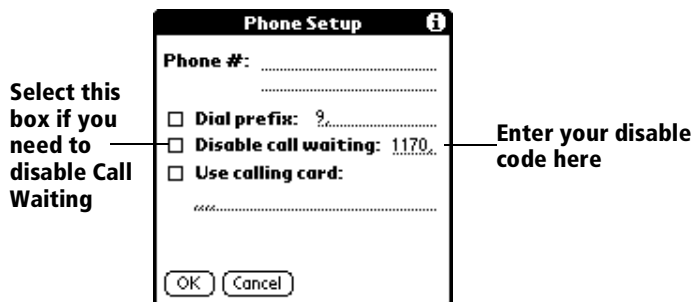 Phone Setup
Phone #:
Select this
box if you
need to
disable Call
Waiting
Dial prefix: 9,
Disable call waiting: 1170,
Use calling card:
,,,,
Enter your disable
code here
OK Cancel